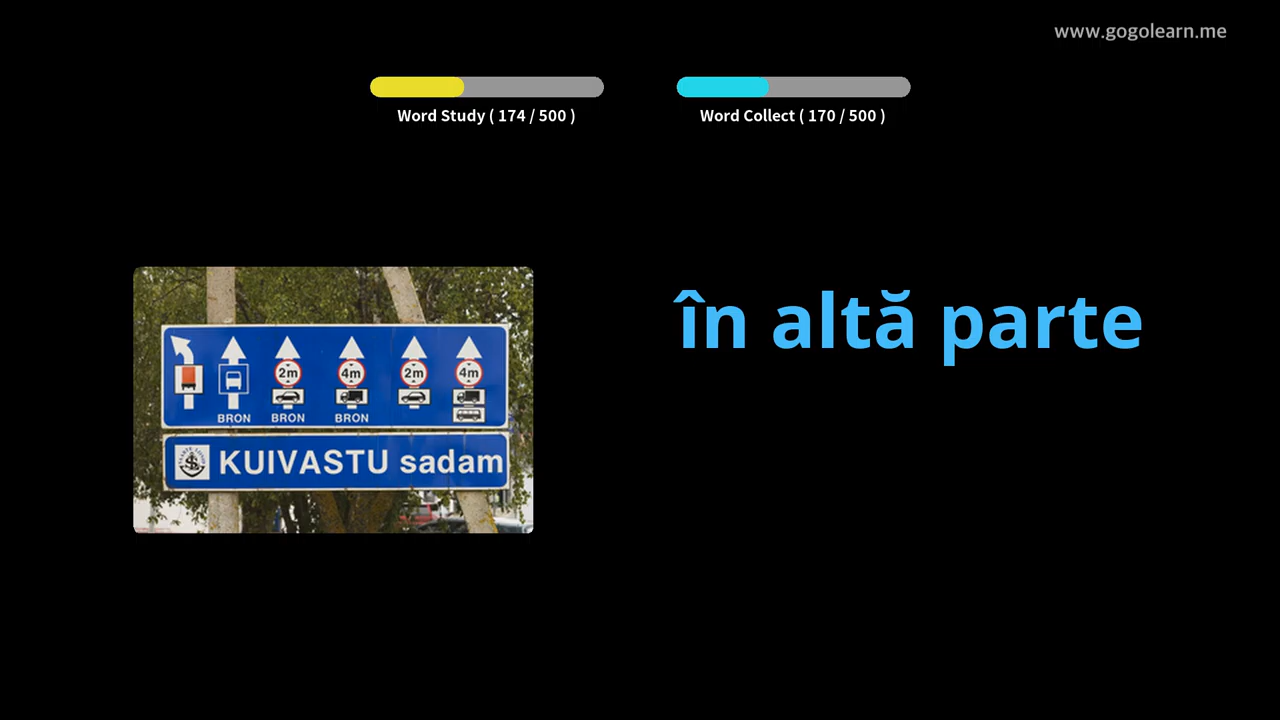 www.gogolearn.me
Word Study ( 174 / 500 )
Word Collect ( 170 / 500 )
în altă parte
2m 4m 2m 4m
BRON BRON BRON
KUIVASTU sadam